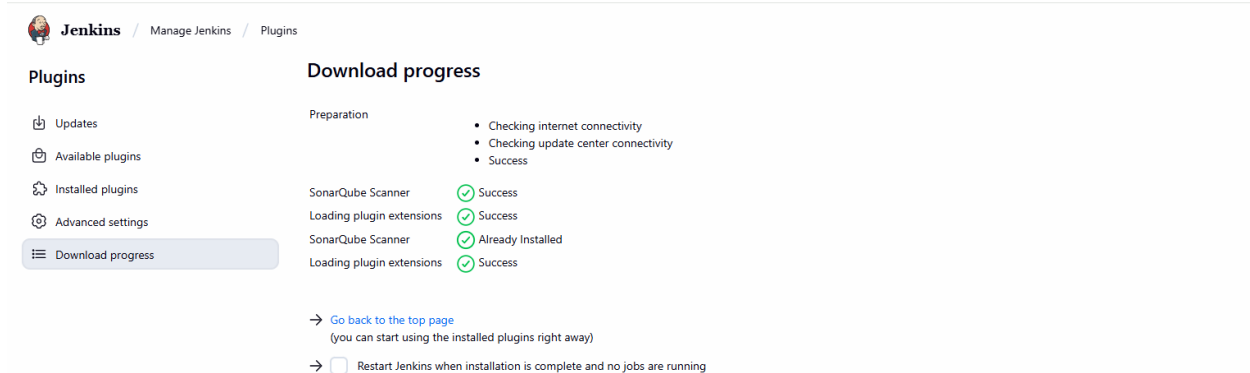 Jenkins / Manage Jenkins / Plugins
Plugins
Updates
Available plugins
Installed plugins
Advanced settings
Download progress
Download progress
Preparation
Checking internet connectivity
Checking update center connectivity
Success
SonarQube Scanner Success
Loading plugin extensions Success
SonarQube Scanner Already Installed
Loading plugin extensions Success
Go back to the top page
(you can start using the installed plugins right away)
Restart Jenkins when installation is complete and no jobs are running